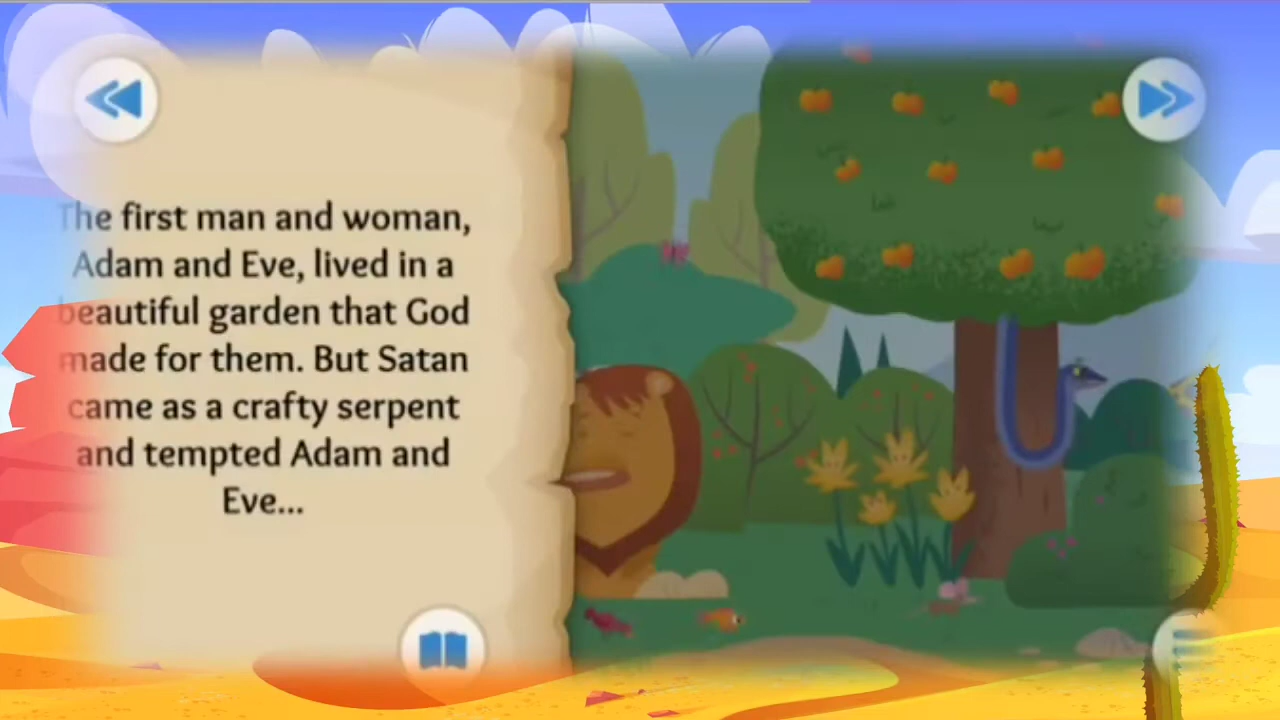 The first man and woman,
Adam and Eve, lived in a
beautiful garden that God
made for them. But Satan
came as a crafty serpent
and tempted Adam and
Eve...